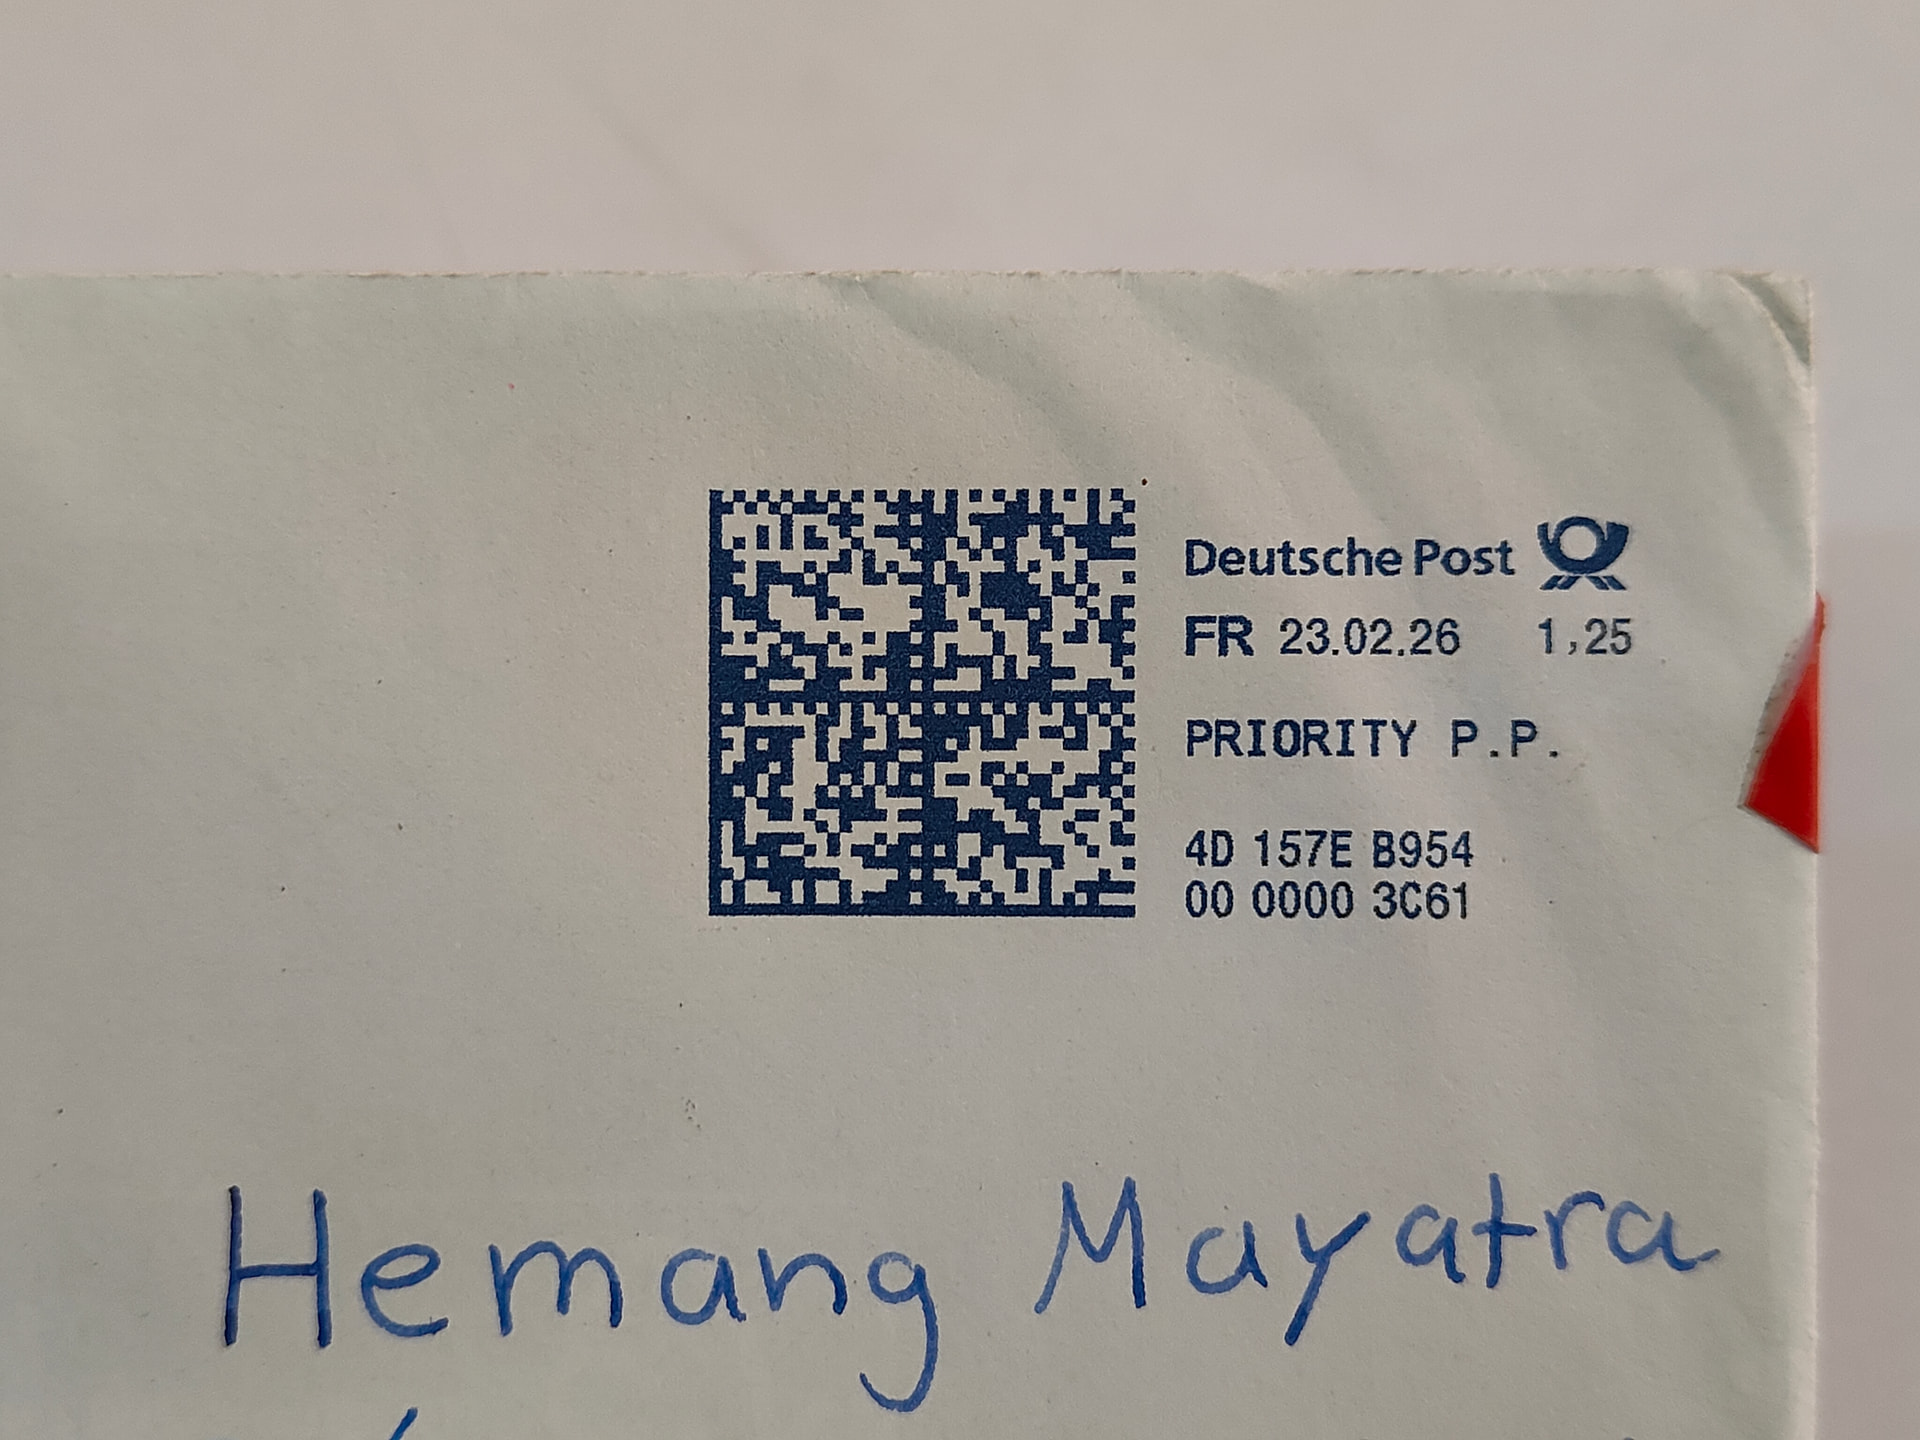 Deutsche Post
FR 23.02.26 1,25
PRIORITY P.P.
4D 157E B954
00 0000 3C61
Hemang Mayatra